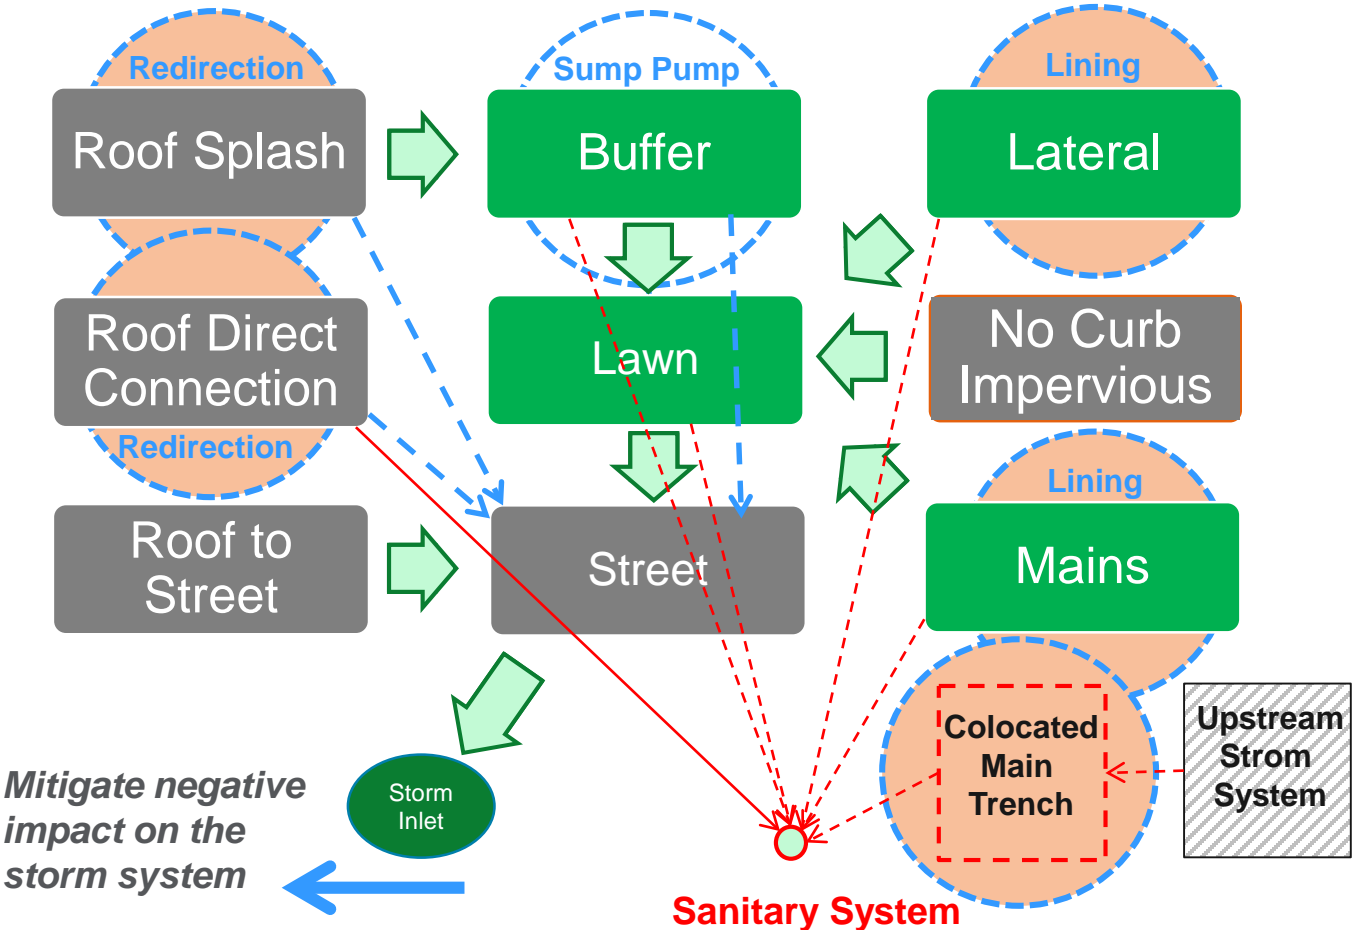 Redirection
Roof Splash
Sump Pump
Buffer
Lining
Lateral
Roof Direct
Connection
Redirection
Lawn
No Curb
Impervious
Roof to
Street
Street
Lining
Mains
Colocated
Main
Trench
Upstream
Strom
System
Mitigate negative
impact on the
storm system
Storm
Inlet
Sanitary System